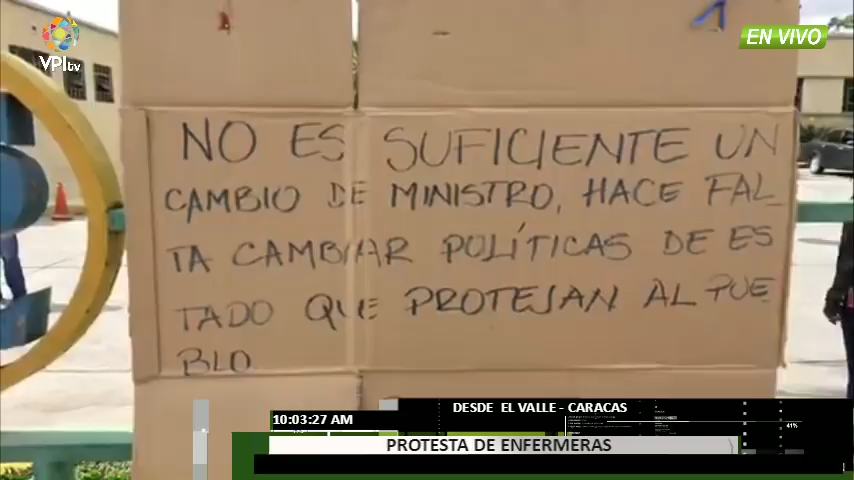 VPItv
EN VIVO
NO ES SUFICIENTE UN
CAMBIO DE MINISTRO, HACE FAL
TA CAMBIAR POLÍTICAS DE ES
TADO QUE PROTEJAN AL PUE
BLO
DESDE EL VALLE - CARACAS
10:03:27 AM
41%
PROTESTA DE ENFERMERAS